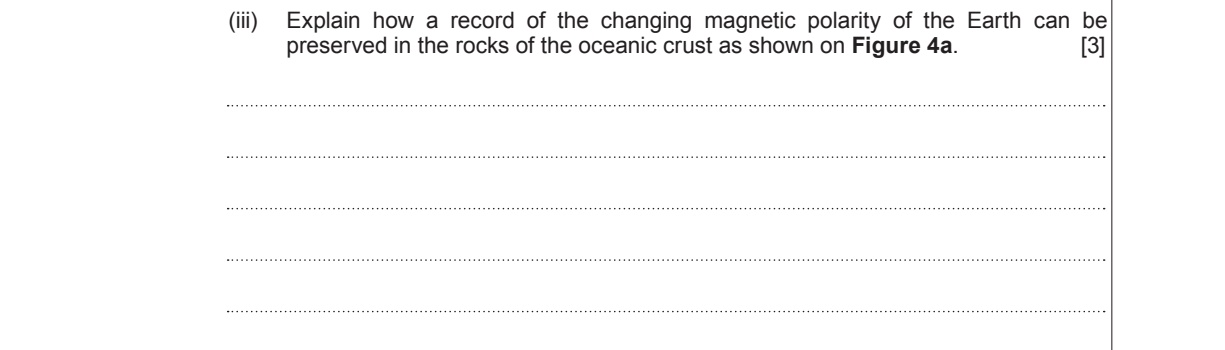 (iii) Explain how a record of the changing magnetic polarity of the Earth can be
preserved in the rocks of the oceanic crust as shown on Figure 4a. [3]